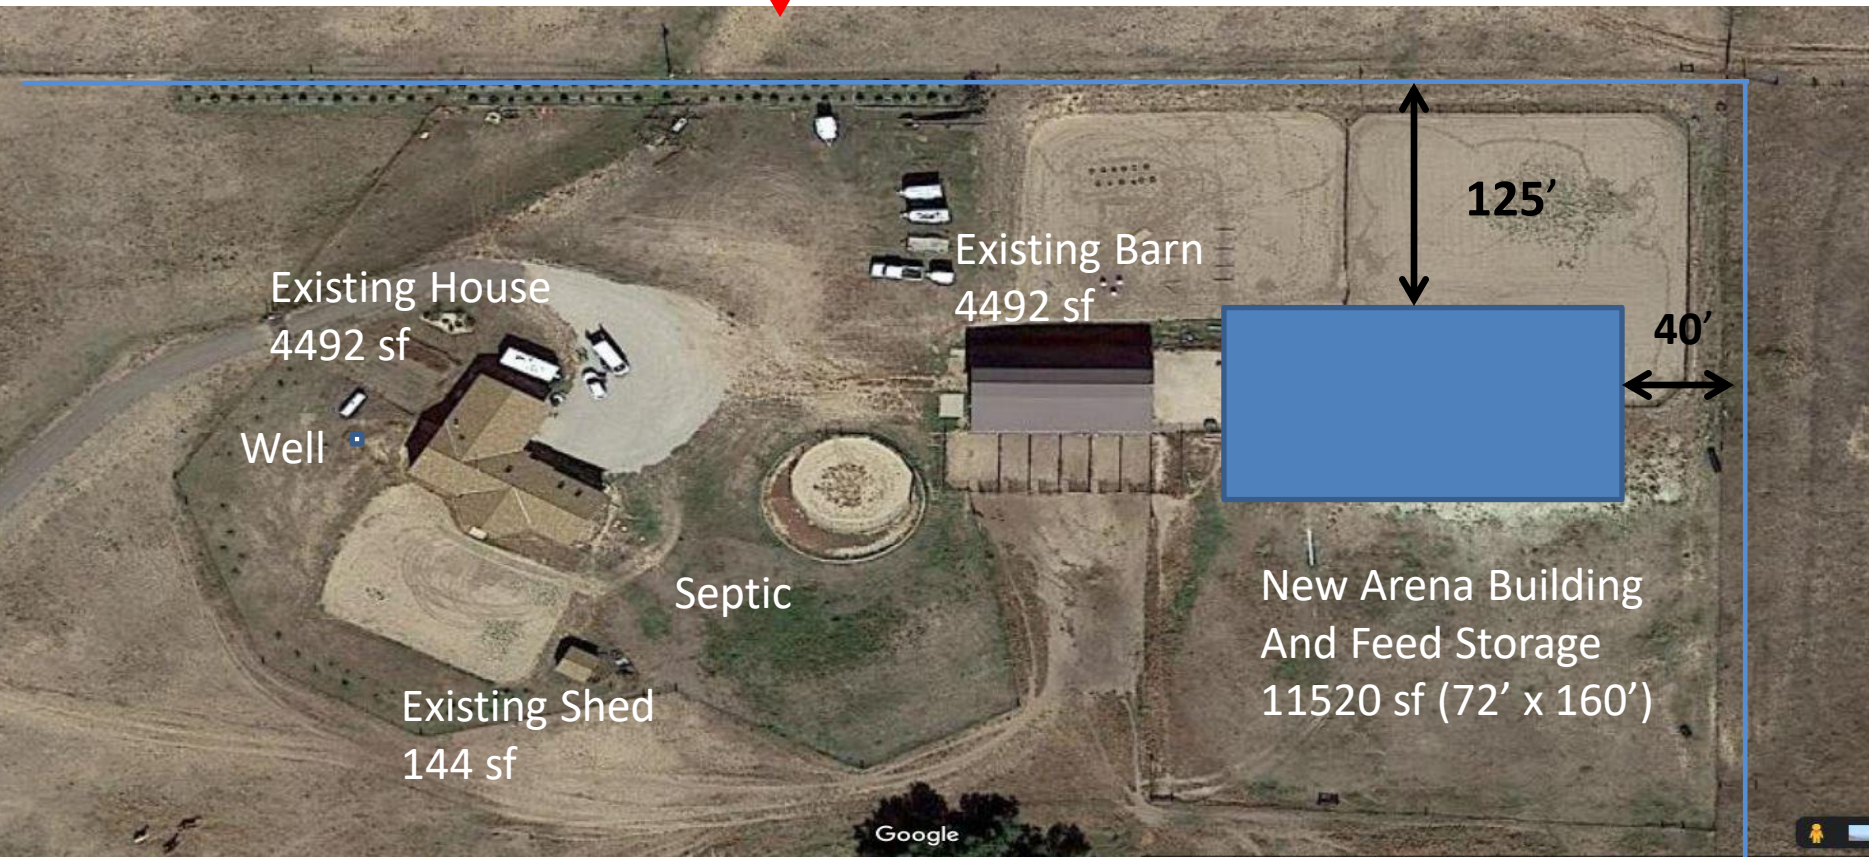 125’
Existing Barn
4492 sf
Existing House
4492 sf
40’
Well
Septic
New Arena Building
And Feed Storage
11520 sf (72’ x 160’)
Existing Shed
144 sf
Google